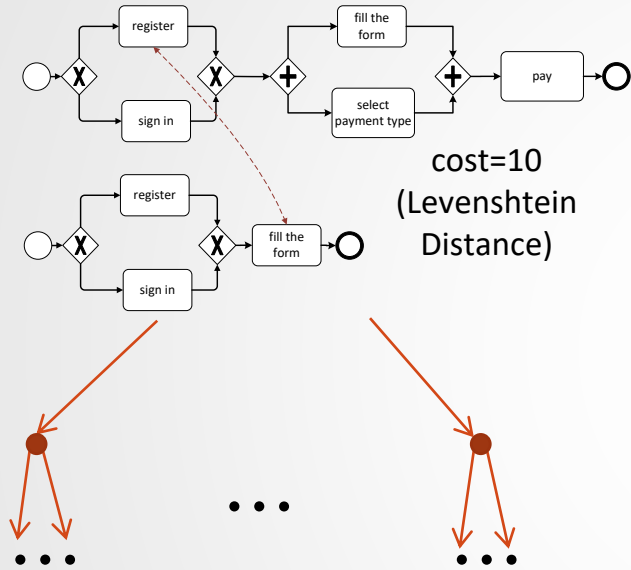 register
fill the
form
X
X
+
+
pay
sign in
select
payment type
cost=10
(Levenshtein
Distance)
register
X
X
fill the
form
sign in